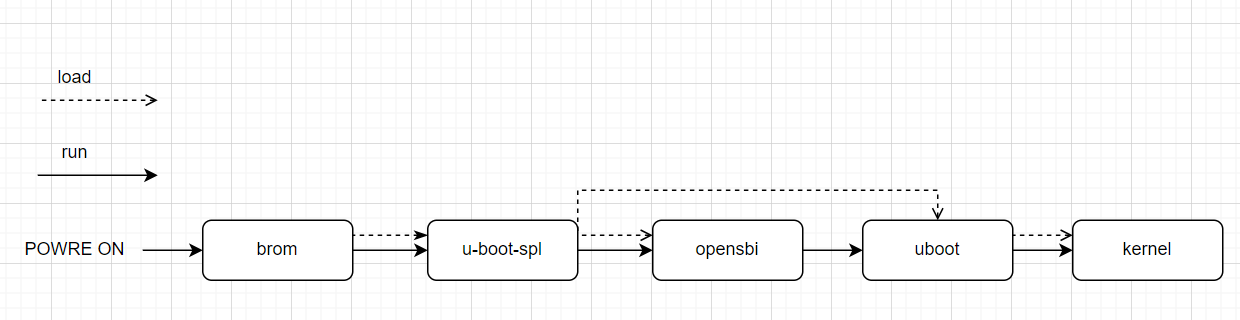 load
run
POWRE ON
brom
u-boot-spl
opensbi
uboot
kernel